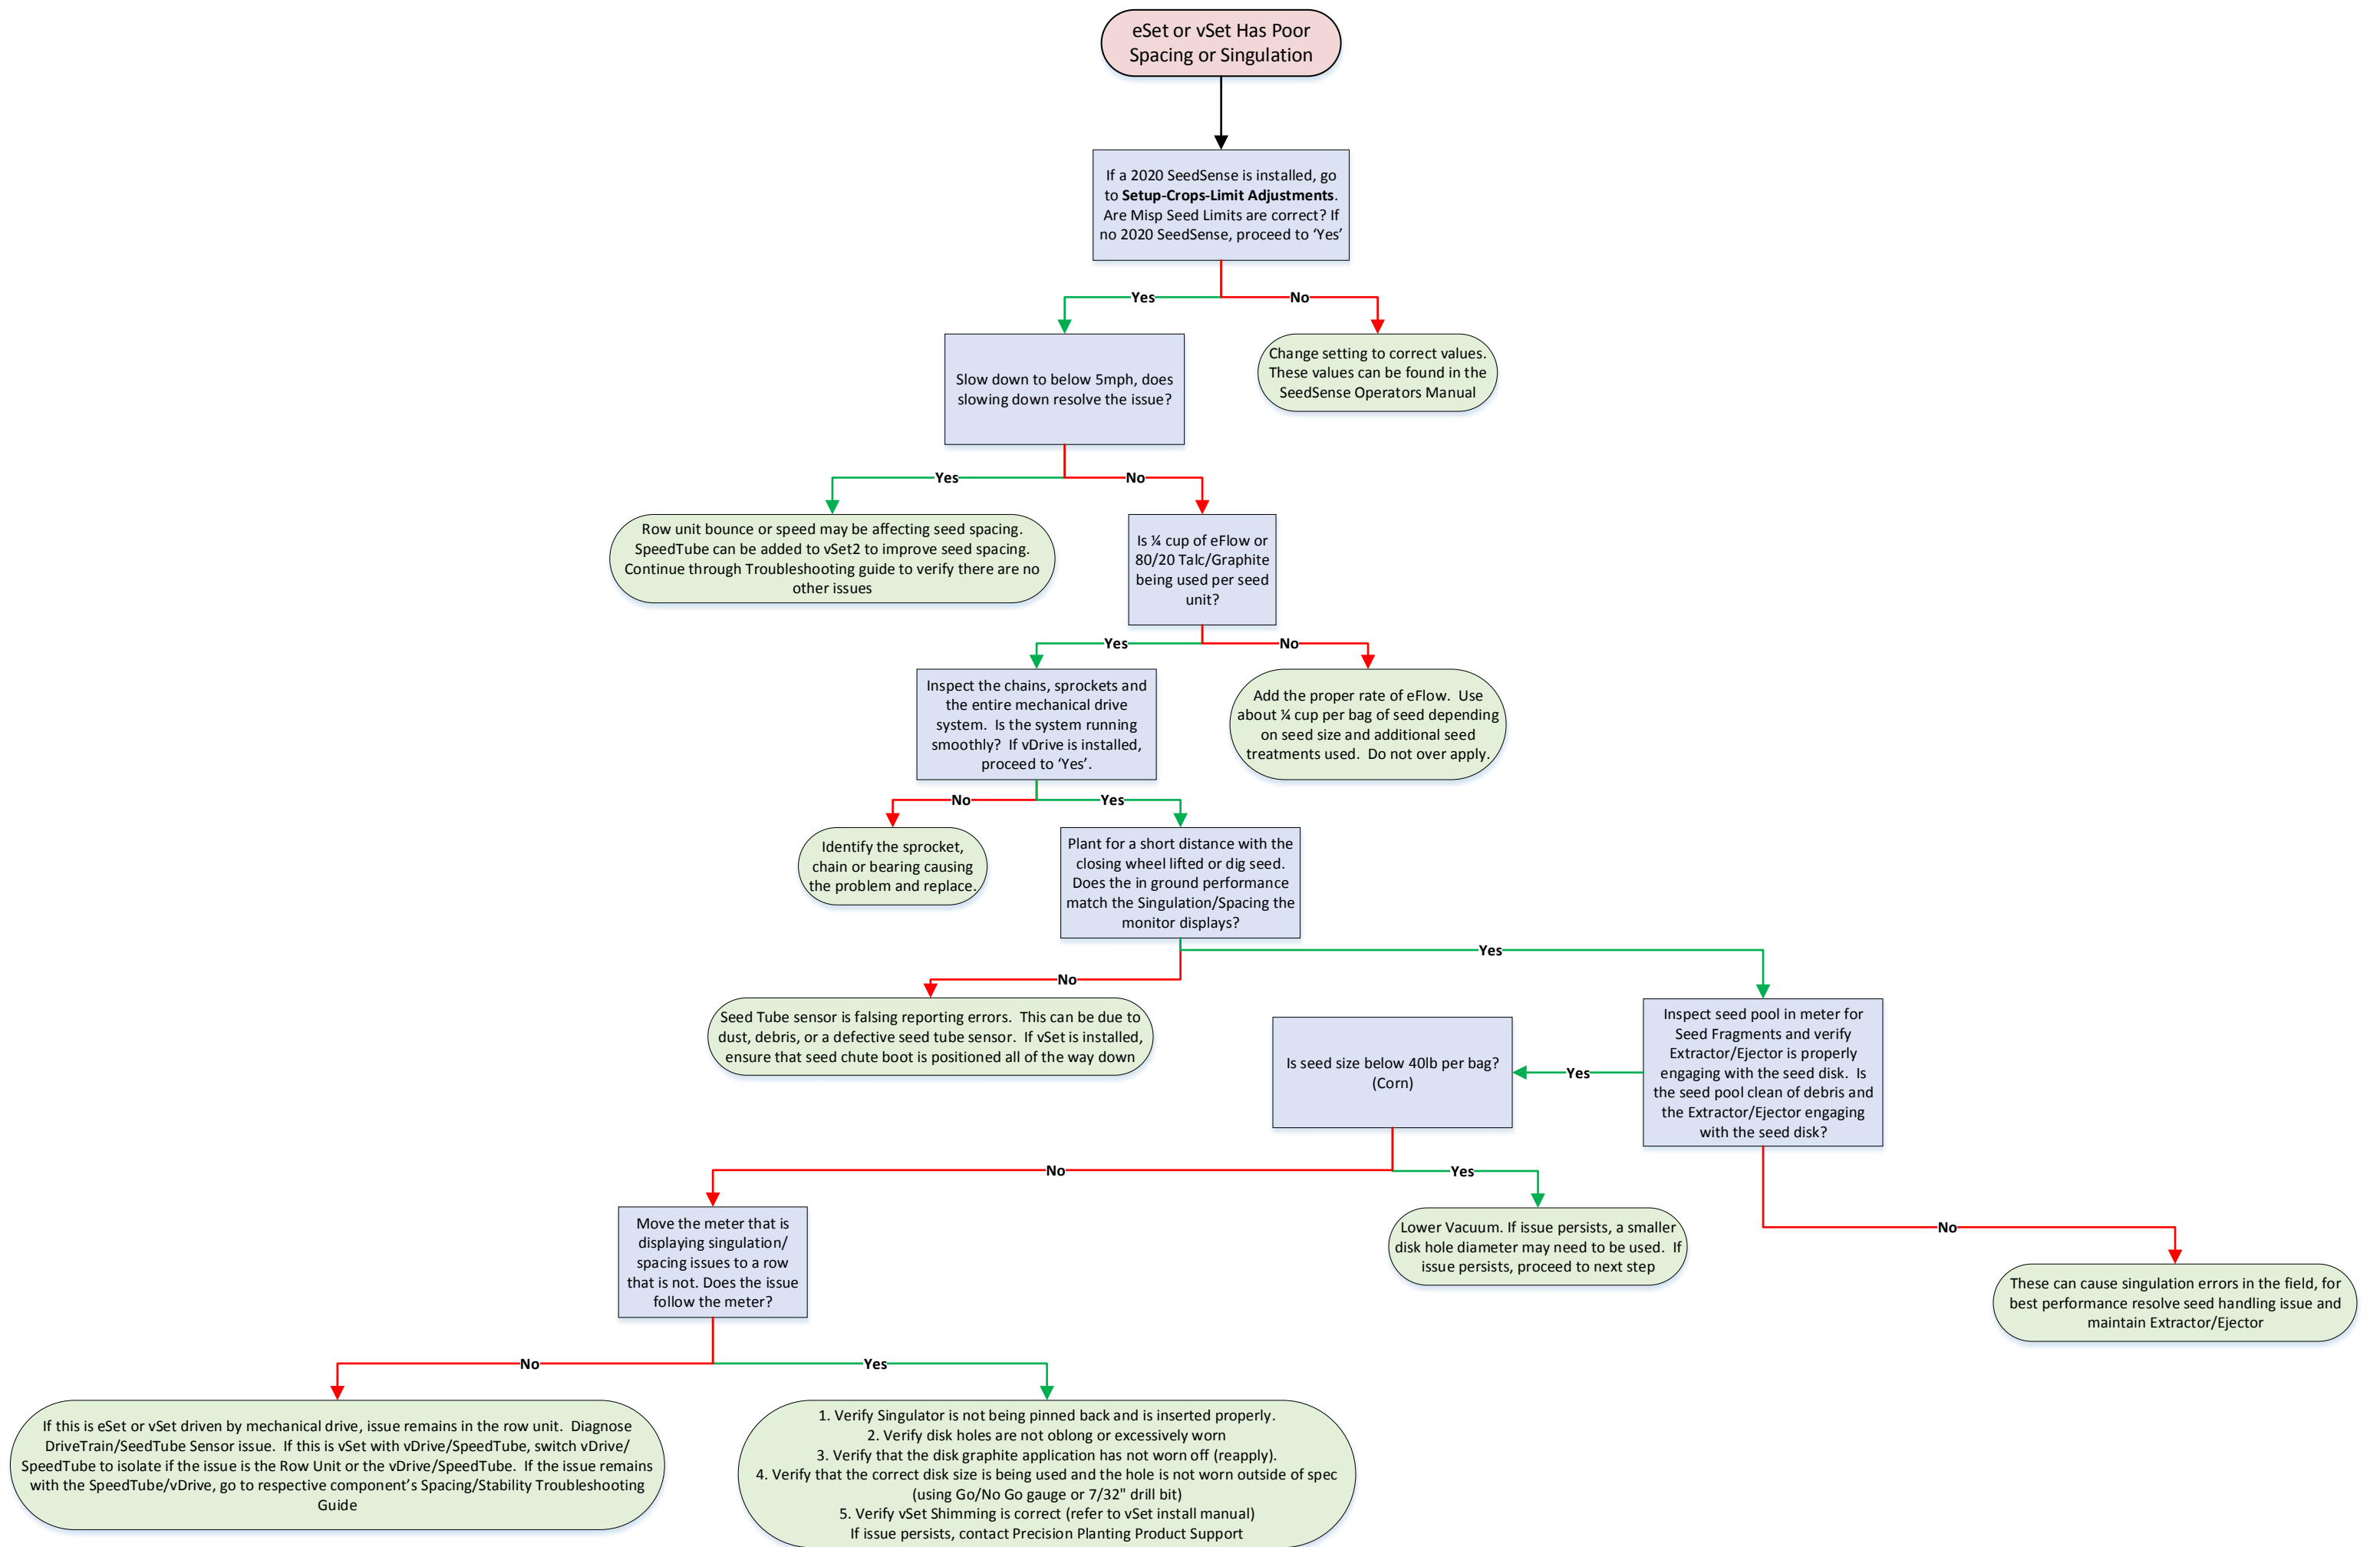 eSet or vSet Has Poor
Spacing or Singulation
If a 2020 SeedSense is installed, go
to Setup-Crops-Limit Adjustments.
Are Misp Seed Limits are correct? If
no 2020 SeedSense, proceed to ‘Yes’
Yes
No
Slow down to below 5mph, does
slowing down resolve the issue?
Change setting to correct values.
These values can be found in the
SeedSense Operators Manual
Yes
No
Row unit bounce or speed may be affecting seed spacing.
SpeedTube can be added to vSet2 to improve seed spacing.
Continue through Troubleshooting guide to verify there are no
other issues
Is ¼ cup of eFlow or
80/20 Talc/Graphite
being used per seed
unit?
Yes
No
Inspect the chains, sprockets and
the entire mechanical drive
system.  Is the system running
smoothly?  If vDrive is installed,
proceed to ‘Yes’.
Add the proper rate of eFlow.  Use
about ¼ cup per bag of seed depending
on seed size and additional seed
treatments used.  Do not over apply.
No
Yes
Identify the sprocket,
chain or bearing causing
the problem and replace.
Plant for a short distance with the
closing wheel lifted or dig seed.
Does the in ground performance
match the Singulation/Spacing the
monitor displays?
Yes
No
Seed Tube sensor is falsing reporting errors.  This can be due to
dust, debris, or a defective seed tube sensor.  If vSet is installed,
ensure that seed chute boot is positioned all of the way down
Is seed size below 40lb per bag?
(Corn)
Yes
Inspect seed pool in meter for
Seed Fragments and verify
Extractor/Ejector is properly
engaging with the seed disk.  Is
the seed pool clean of debris and
the Extractor/Ejector engaging
with the seed disk?
No
Yes
No
Move the meter that is
displaying singulation/
spacing issues to a row
that is not. Does the issue
follow the meter?
Lower Vacuum. If issue persists, a smaller
disk hole diameter may need to be used.  If
issue persists, proceed to next step
These can cause singulation errors in the field, for
best performance resolve seed handling issue and
maintain Extractor/Ejector
No
Yes
If this is eSet or vSet driven by mechanical drive, issue remains in the row unit.  Diagnose
DriveTrain/SeedTube Sensor issue.  If this is vSet with vDrive/SpeedTube, switch vDrive/
SpeedTube to isolate if the issue is the Row Unit or the vDrive/SpeedTube.  If the issue remains
with the SpeedTube/vDrive, go to respective component’s Spacing/Stability Troubleshooting
Guide
1. Verify Singulator is not being pinned back and is inserted properly.
2. Verify disk holes are not oblong or excessively worn
3. Verify that the disk graphite application has not worn off (reapply).
4. Verify that the correct disk size is being used and the hole is not worn outside of spec
(using Go/No Go gauge or 7/32" drill bit)
5. Verify vSet Shimming is correct (refer to vSet install manual)
If issue persists, contact Precision Planting Product Support